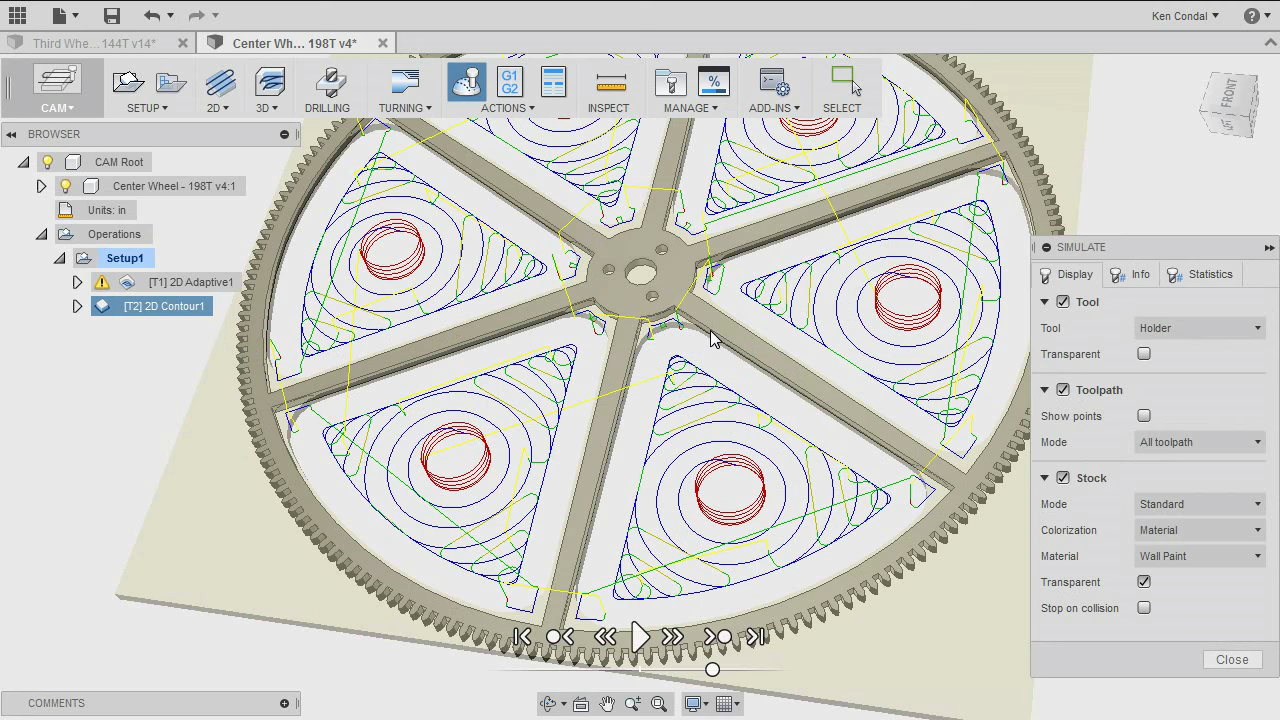 Ken Condal
Third Whe... 144T v14*
Center Wh... 198T v4*
CAM
SETUP
2D
3D
DRILLING
TURNING
G1
G2
ACTIONS
INSPECT
%
MANAGE
ADD-INS
SELECT
FRONT
BROWSER
CAM Root
Center Wheel - 198T v4:1
Units: in
Operations
Setup1
[T1] 2D Adaptive1
[T2] 2D Contour1
SIMULATE
Display
Info
Statistics
Tool
Tool
Holder
Transparent
Toolpath
Show points
Mode
All toolpath
Stock
Mode
Standard
Colorization
Material
Material
Wall Paint
Transparent
Stop on collision
Close
COMMENTS